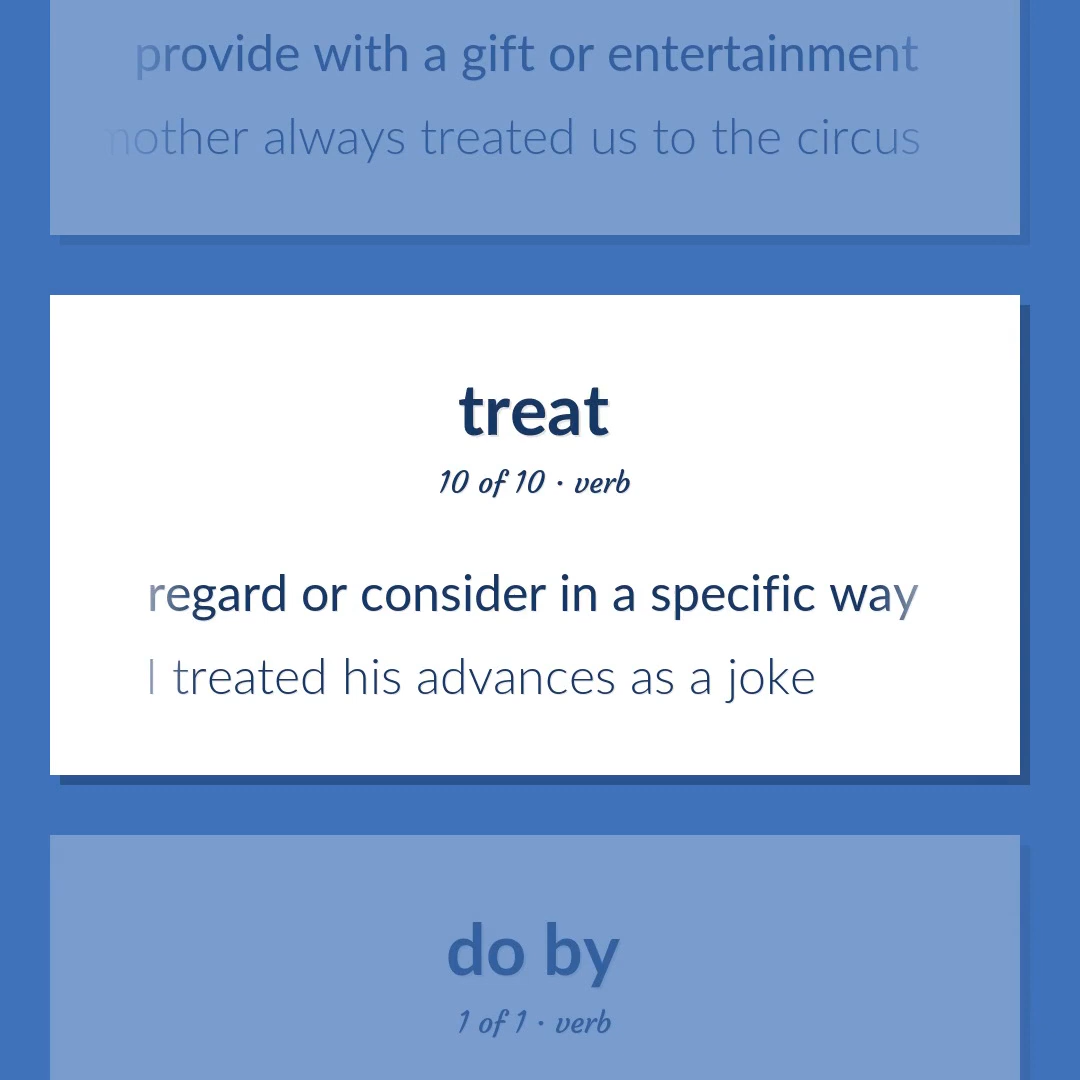 provide with a gift or entertainment
mother always treated us to the circus
treat
10 of 10 · verb
regard or consider in a specific way
I treated his advances as a joke
do by
1 of 1 · verb